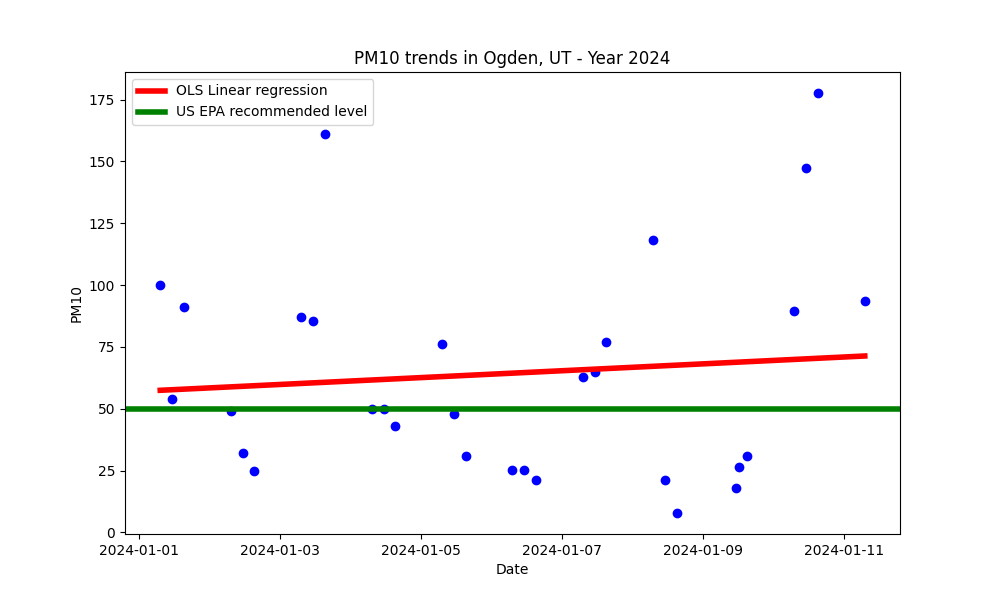 PM10 trends in Ogden, UT - Year 2024
OLS Linear regression
US EPA recommended level
175
150
125
100
75
50
25
0
PM10
2024-01-01 2024-01-03 2024-01-05 2024-01-07 2024-01-09 2024-01-11
Date